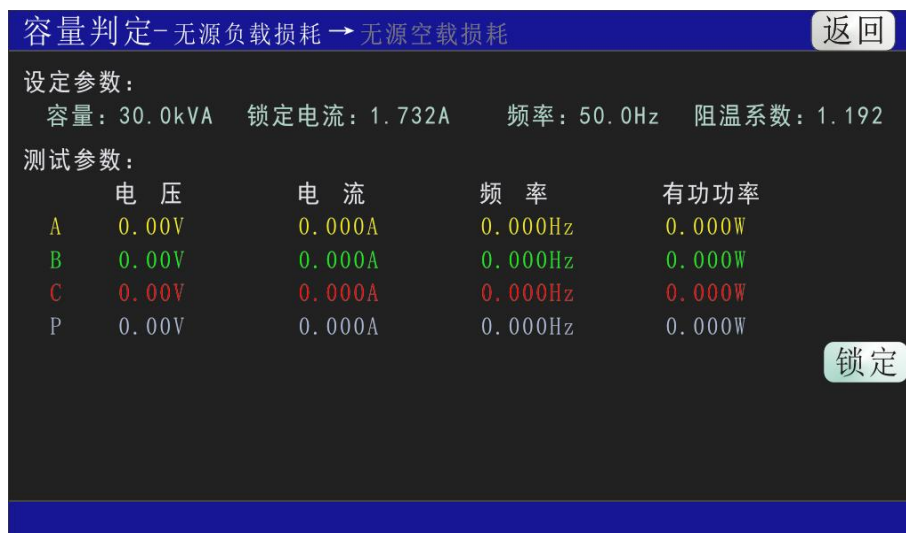 容量判定-无源负载损耗→无源空载损耗 返回
设定参数:
容量: 30.0kVA 锁定电流: 1.732A 频率: 50.0Hz 阻温系数: 1.192
测试参数:
电 压 电 流 频 率 有功功率
A 0.00V 0.000A 0.000Hz 0.000W
B 0.00V 0.000A 0.000Hz 0.000W
C 0.00V 0.000A 0.000Hz 0.000W
P 0.00V 0.000A 0.000Hz 0.000W
锁定